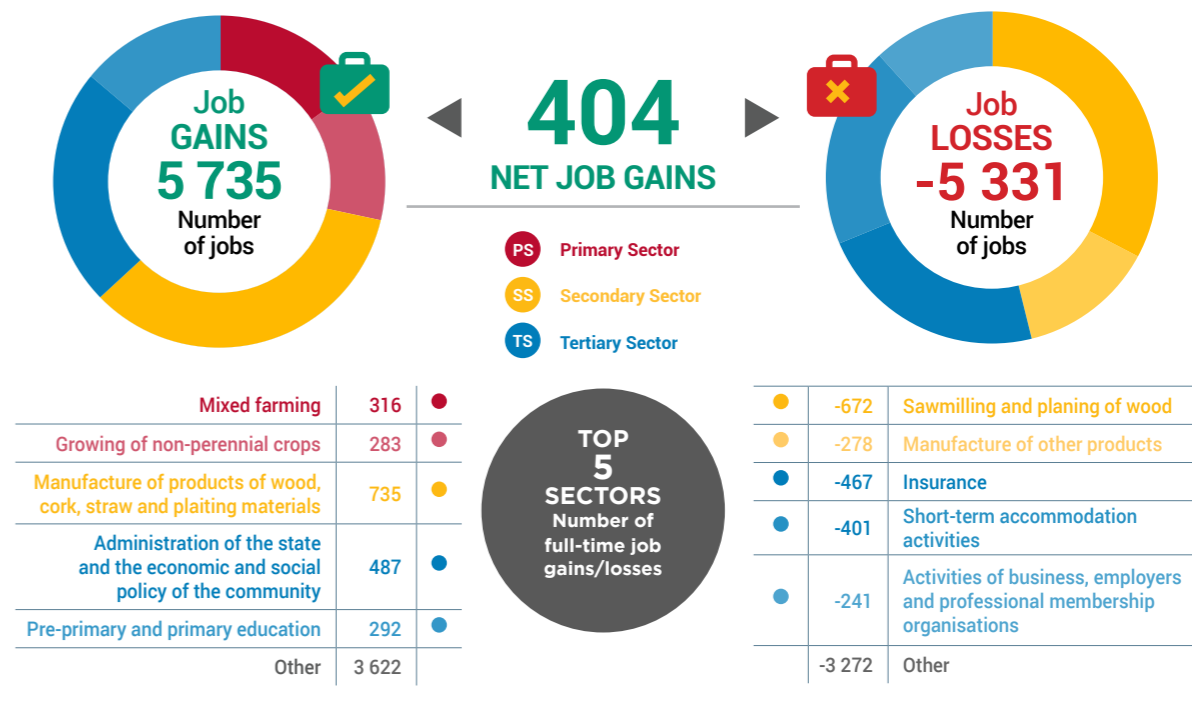 Job
GAINS
5 735
Number
of jobs
404
NET JOB GAINS
Job
LOSSES
-5 331
Number
of jobs
PS Primary Sector
SS Secondary Sector
TS Tertiary Sector
Mixed farming 316
Growing of non-perennial crops 283
Manufacture of products of wood,
cork, straw and plaiting materials 735
Administration of the state
and the economic and social
policy of the community 487
Pre-primary and primary education 292
Other 3 622
TOP
5
SECTORS
Number of
full-time job
gains/losses
-672 Sawmilling and planing of wood
-278 Manufacture of other products
-467 Insurance
-401 Short-term accommodation
activities
-241 Activities of business, employers
and professional membership
organisations
-3 272 Other